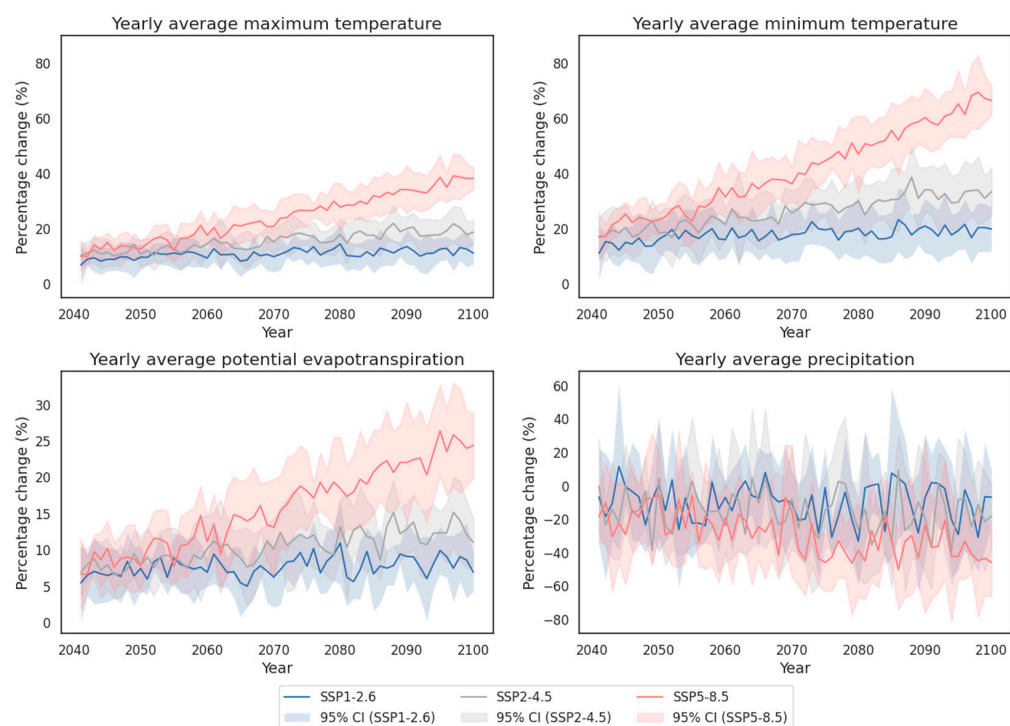 Yearly average maximum temperature
Percentage change (%)
80
60
40
20
0
2040 2050 2060 2070 2080 2090 2100
Year
Yearly average minimum temperature
Percentage change (%)
80
60
40
20
0
2040 2050 2060 2070 2080 2090 2100
Year
Yearly average potential evapotranspiration
Percentage change (%)
30
25
20
15
10
5
0
2040 2050 2060 2070 2080 2090 2100
Year
Yearly average precipitation
Percentage change (%)
60
40
20
0
−20
−40
−60
−80
2040 2050 2060 2070 2080 2090 2100
Year
SSP1-2.6 SSP2-4.5 SSP5-8.5
95% CI (SSP1-2.6) 95% CI (SSP2-4.5) 95% CI (SSP5-8.5)